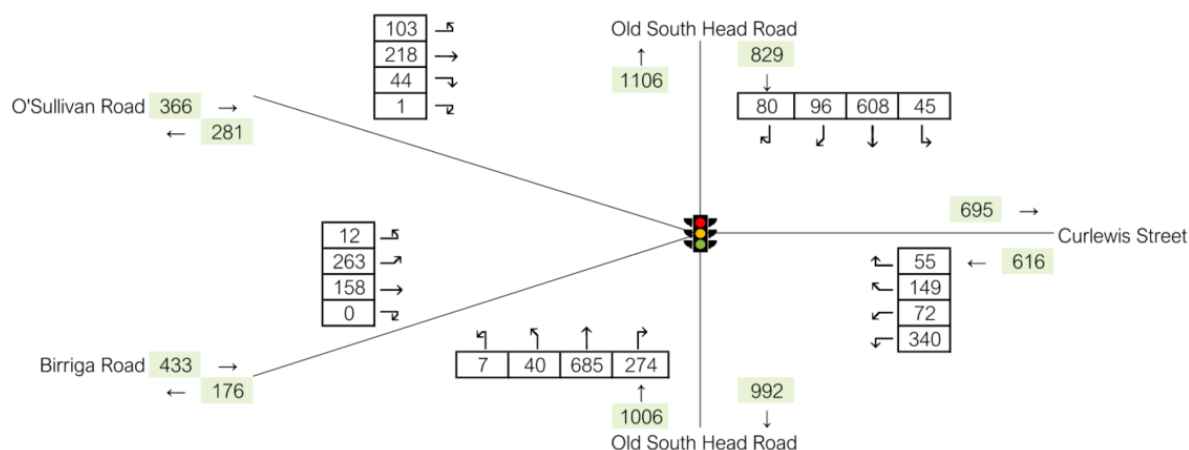 103
218
44
1
Old South Head Road
829
1106
80 96 608 45
O'Sullivan Road 366
281
12
263
158
0
695
Curlewis Street
616
55
149
72
340
Birriga Road 433
176
7 40 685 274
1006
992
Old South Head Road